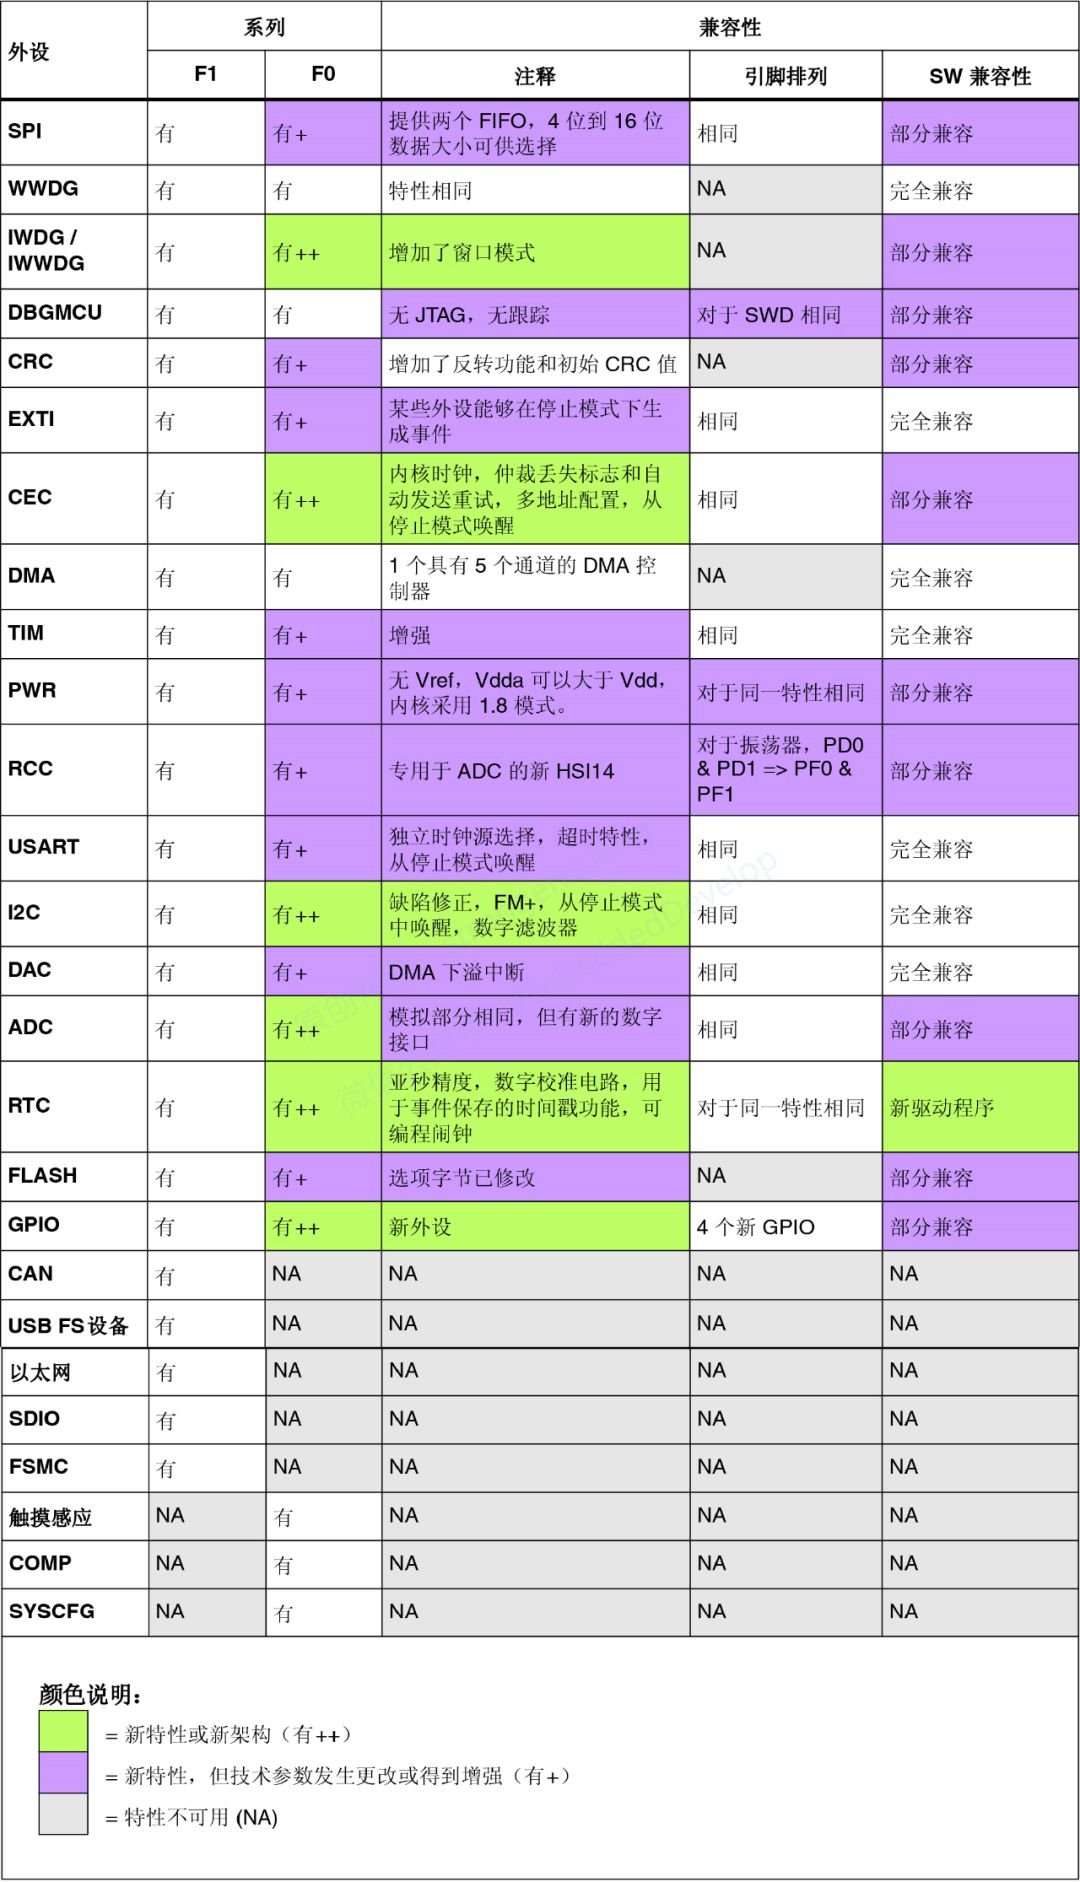 外设 系列 兼容性
F1 F0 注释 引脚排列 SW 兼容性
SPI 有 有+ 提供两个 FIFO，4 位到 16 位
数据大小可供选择 相同 部分兼容
WWDG 有 有 特性相同 NA 完全兼容
IWDG /
IWWDG 有 有++ 增加了窗口模式 NA 部分兼容
DBGMCU 有 有 无 JTAG，无跟踪 对于 SWD 相同 部分兼容
CRC 有 有+ 增加了反转功能和初始 CRC 值 NA 部分兼容
EXTI 有 有+ 某些外设能够在停止模式下生
成事件 相同 完全兼容
CEC 有 有++ 内核时钟，仲裁丢失标志和自
动发送重试，多地址配置，从
停止模式唤醒 相同 部分兼容
DMA 有 有 1 个具有 5 个通道的 DMA 控
制器 NA 完全兼容
TIM 有 有+ 增强 相同 完全兼容
PWR 有 有+ 无 Vref，Vdda 可以大于 Vdd，
内核采用 1.8 模式。 对于同一特性相同 部分兼容
RCC 有 有+ 专用于 ADC 的新 HSI14 对于振荡器，PD0
& PD1 => PF0 &
PF1 部分兼容
USART 有 有+ 独立时钟源选择，超时特性，
从停止模式唤醒 相同 完全兼容
I2C 有 有++ 缺陷修正，FM+，从停止模式
中唤醒，数字滤波器 相同 完全兼容
DAC 有 有+ DMA 下溢中断 相同 完全兼容
ADC 有 有++ 模拟部分相同，但有新的数字
接口 相同 部分兼容
RTC 有 有++ 亚秒精度，数字校准电路，用
于事件保存的时间戳功能，可
编程闹钟 对于同一特性相同 新驱动程序
FLASH 有 有+ 选项字节已修改 NA 部分兼容
GPIO 有 有++ 新外设 4 个新 GPIO 部分兼容
CAN 有 NA NA NA NA
USB FS设备 有 NA NA NA NA
以太网 有 NA NA NA NA
SDIO 有 NA NA NA NA
FSMC 有 NA NA NA NA
触摸感应 NA 有 NA NA NA
COMP NA 有 NA NA NA
SYSCFG NA 有 NA NA NA
颜色说明：
= 新特性或新架构（有++）
= 新特性，但技术参数发生更改或得到增强（有+）
= 特性不可用 (NA)